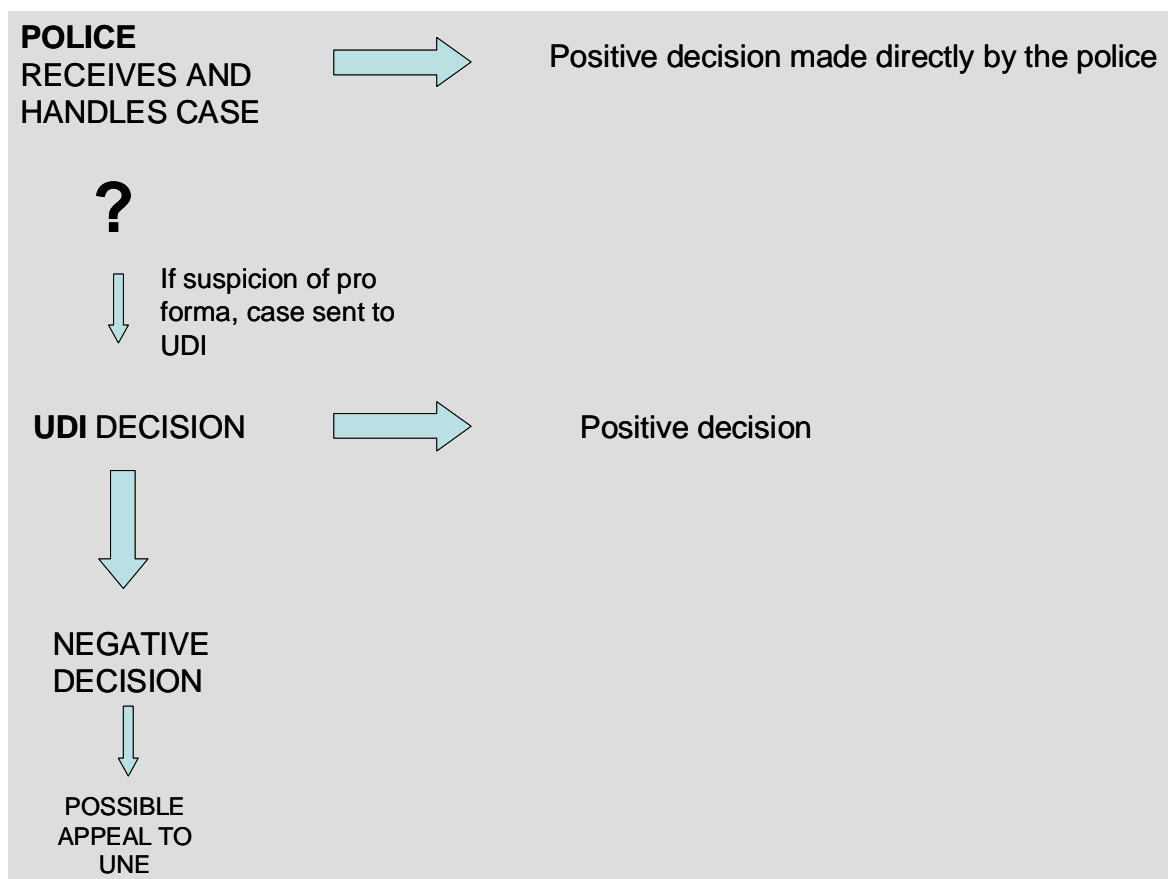 POLICE
RECEIVES AND
HANDLES CASE
Positive decision made directly by the police
?
If suspicion of pro
forma, case sent to
UDI
UDI DECISION
Positive decision
NEGATIVE
DECISION
POSSIBLE
APPEAL TO
UNE